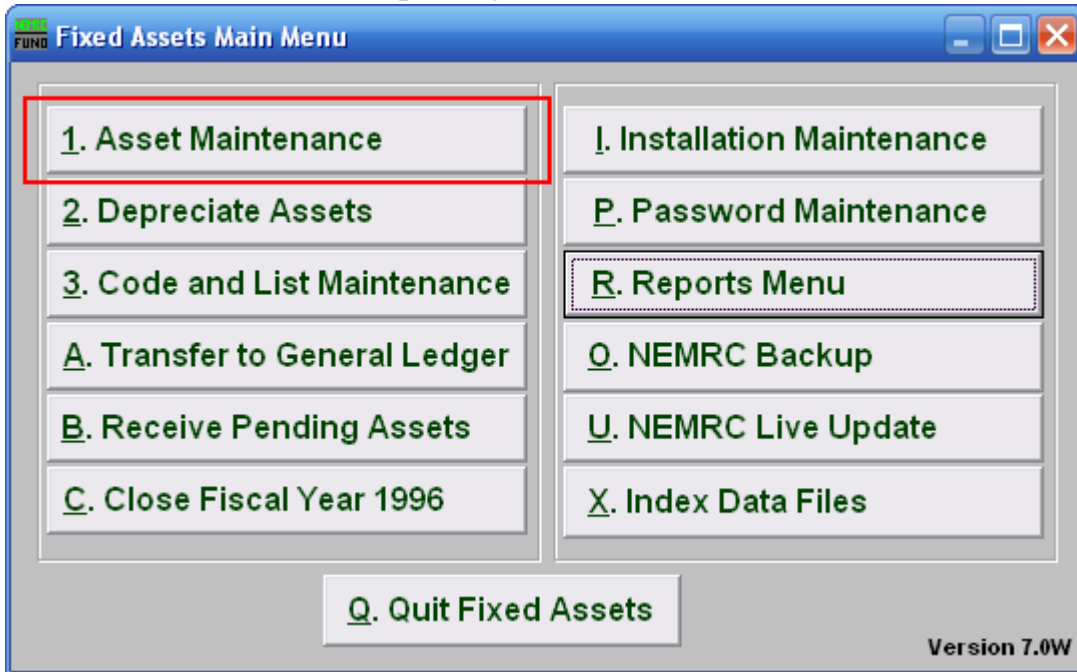 NEMRC
FUND Fixed Assets Main Menu
1. Asset Maintenance
2. Depreciate Assets
3. Code and List Maintenance
A. Transfer to General Ledger
B. Receive Pending Assets
C. Close Fiscal Year 1996
I. Installation Maintenance
P. Password Maintenance
R. Reports Menu
O. NEMRC Backup
U. NEMRC Live Update
X. Index Data Files
Q. Quit Fixed Assets
Version 7.0W